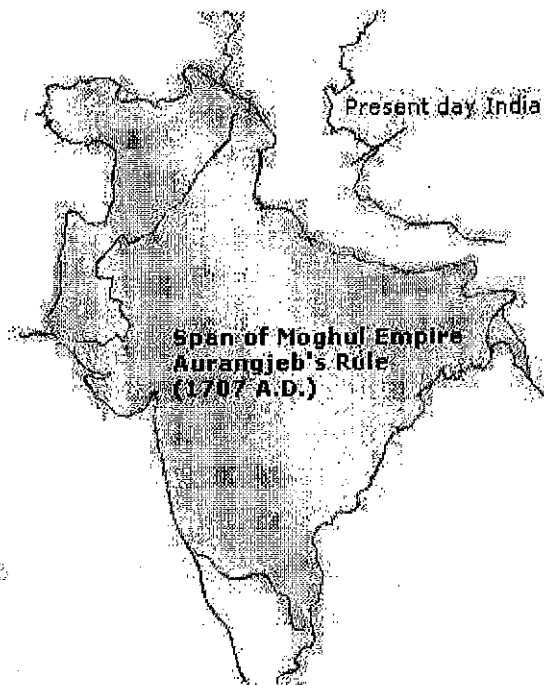 Present day India
Span of Moghul Empire
Aurangjeb's Rule
(1707 A.D.)